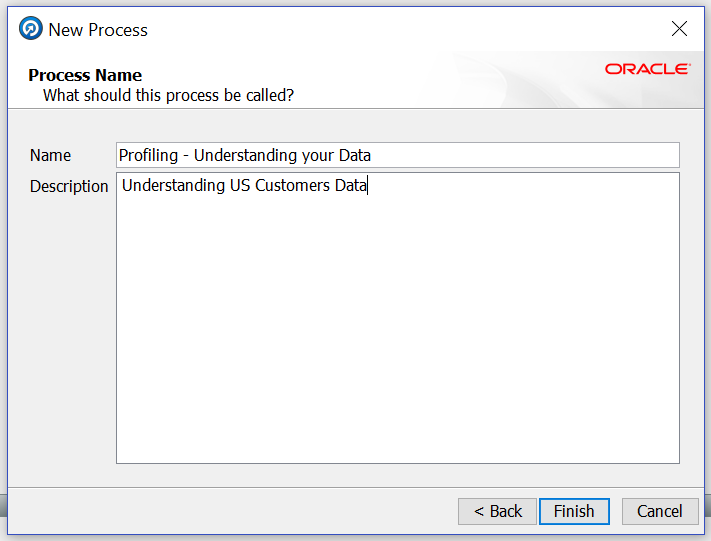 New Process
Process Name
ORACLE
What should this process be called?
Name Profiling - Understanding your Data
Description Understanding US Customers Data
< Back Finish Cancel